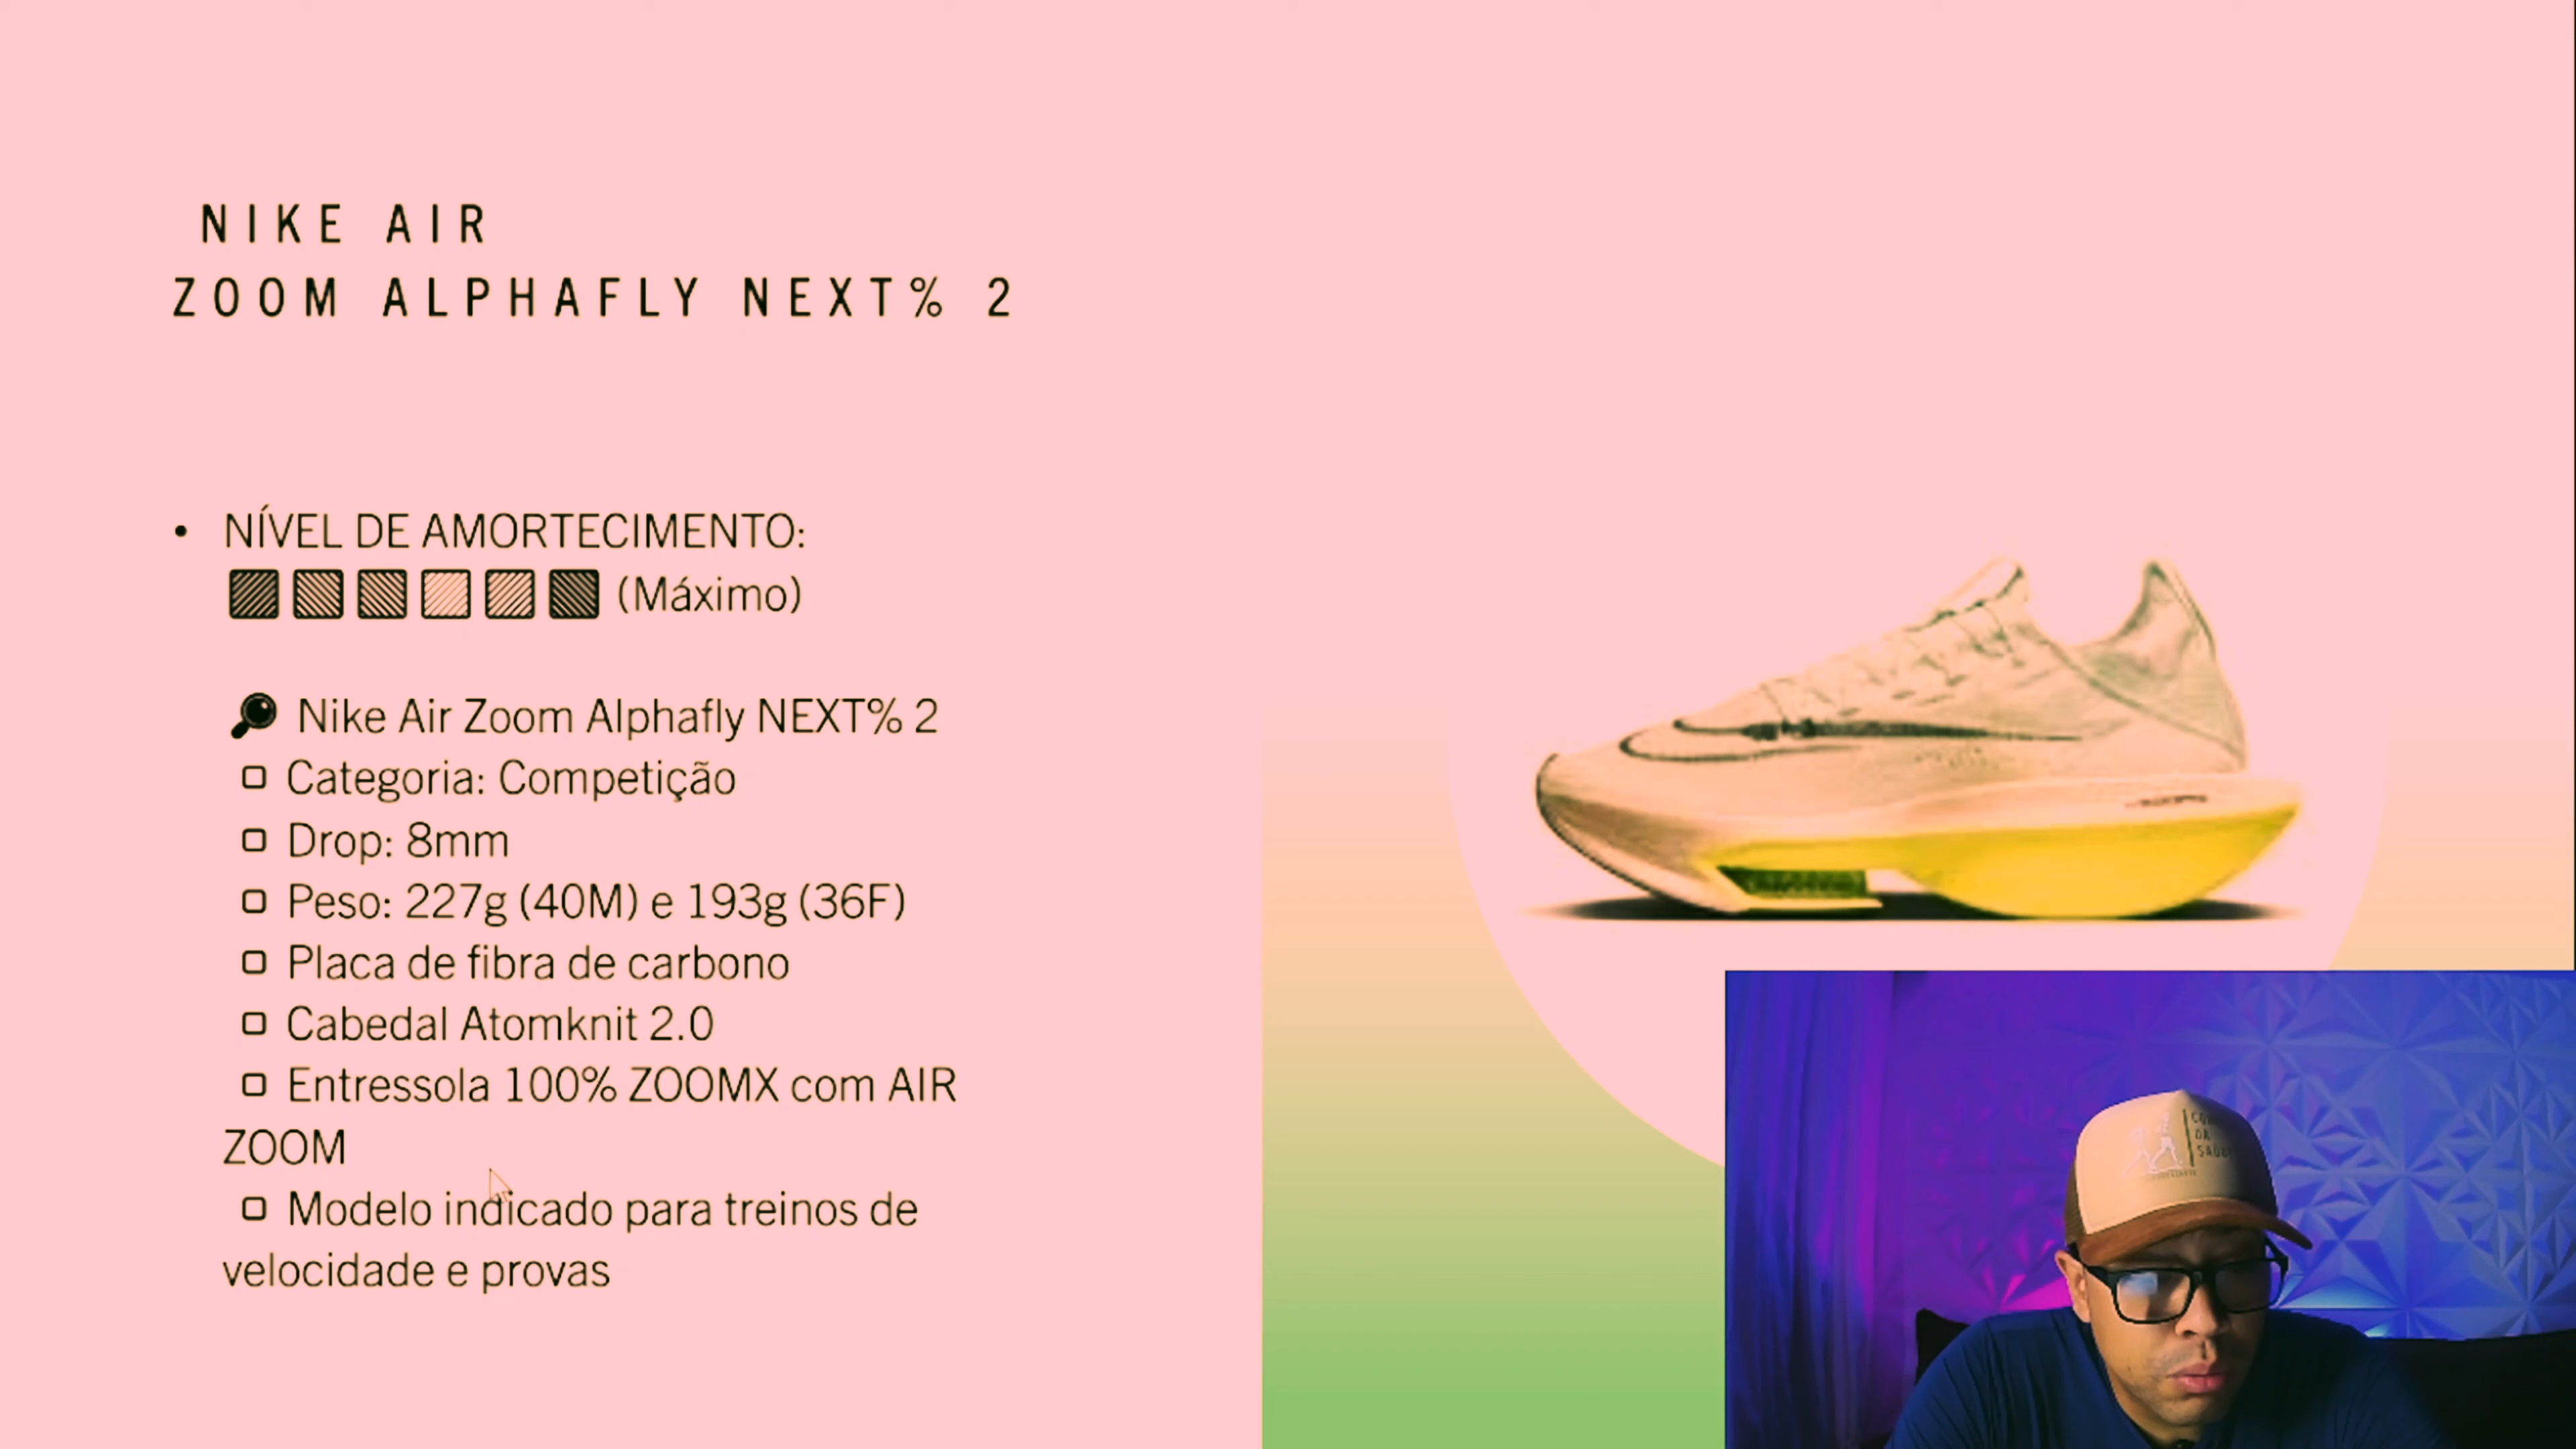 NIKE AIR
ZOOM ALPHAFLY NEXT% 2
• NÍVEL DE AMORTECIMENTO:
(Máximo)
Nike Air Zoom Alphafly NEXT% 2
Categoria: Competição
Drop: 8mm
Peso: 227g (40M) e 193g (36F)
Placa de fibra de carbono
Cabedal Atomknit 2.0
Entressola 100% ZOOMX com AIR
ZOOM
Modelo indicado para treinos de
velocidade e provas
DA